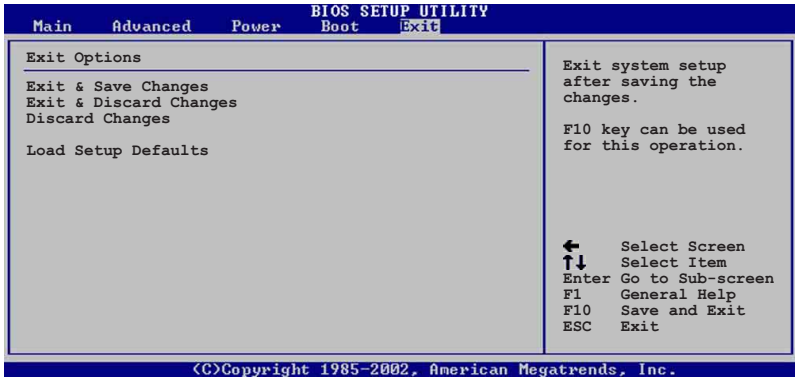 BIOS SETUP UTILITY
Main Advanced Power Boot Exit
Exit Options
Exit & Save Changes
Exit & Discard Changes
Discard Changes
Load Setup Defaults
Exit system setup
after saving the
changes.
F10 key can be used
for this operation.
← Select Screen
↑↓ Select Item
Enter Go to Sub-screen
F1 General Help
F10 Save and Exit
ESC Exit
(C)Copyright 1985-2002, American Megatrends, Inc.